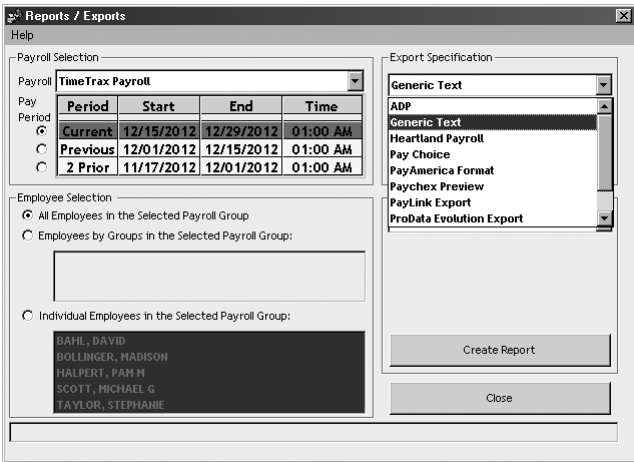 Reports / Exports
Help
Payroll Selection
Payroll TimeTrax Payroll
Pay Period
Period Start End Time
Current 12/15/2012 12/29/2012 01:00 AM
Previous 12/01/2012 12/15/2012 01:00 AM
2 Prior 11/17/2012 12/01/2012 01:00 AM
Export Specification
Generic Text
ADP
Generic Text
Heartland Payroll
Pay Choice
PayAmerica Format
Paychex Preview
PayLink Export
ProData Evolution Export
Employee Selection
All Employees in the Selected Payroll Group
Employees by Groups in the Selected Payroll Group:
Individual Employees in the Selected Payroll Group:
BAHL, DAVID
BOLLINGER, MADISON
HALPERT, PAM M
SCOTT, MICHAEL G
TAYLOR, STEPHANIE
Create Report
Close